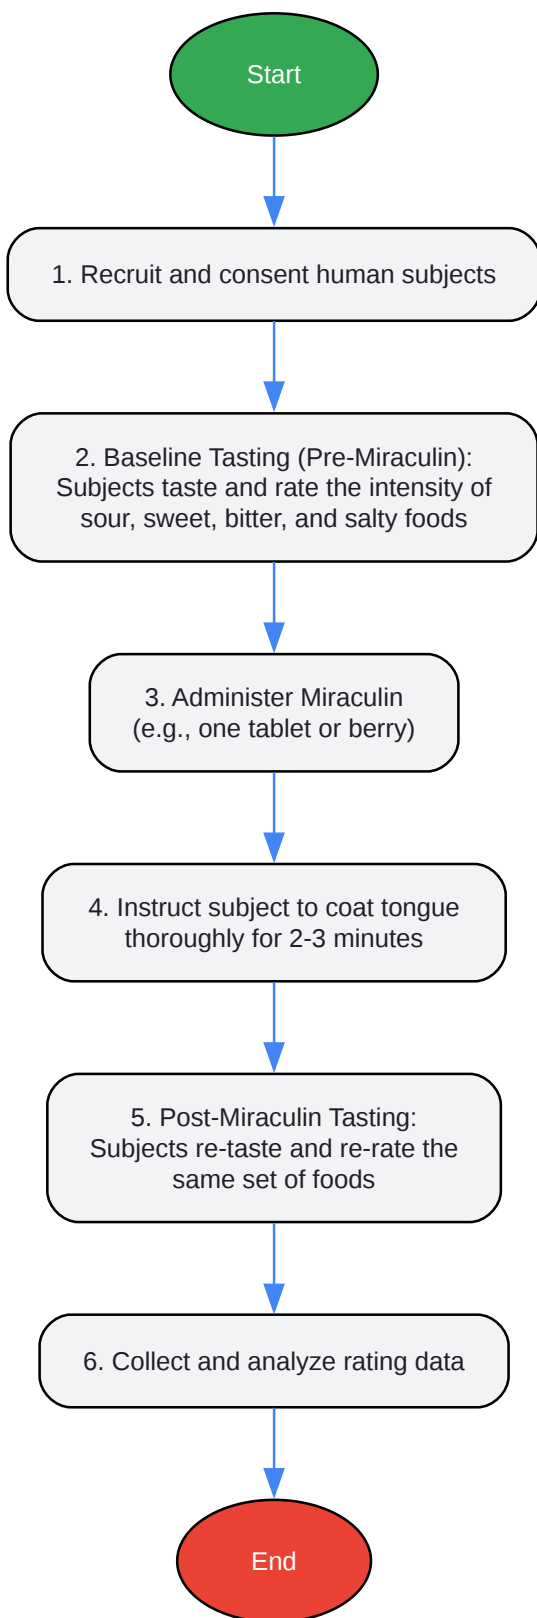 Start
1. Recruit and consent human subjects
2. Baseline Tasting (Pre-Miraculin):
Subjects taste and rate the intensity of
sour, sweet, bitter, and salty foods
3. Administer Miraculin
(e.g., one tablet or berry)
4. Instruct subject to coat tongue
thoroughly for 2-3 minutes
5. Post-Miraculin Tasting:
Subjects re-taste and re-rate the
same set of foods
6. Collect and analyze rating data
End